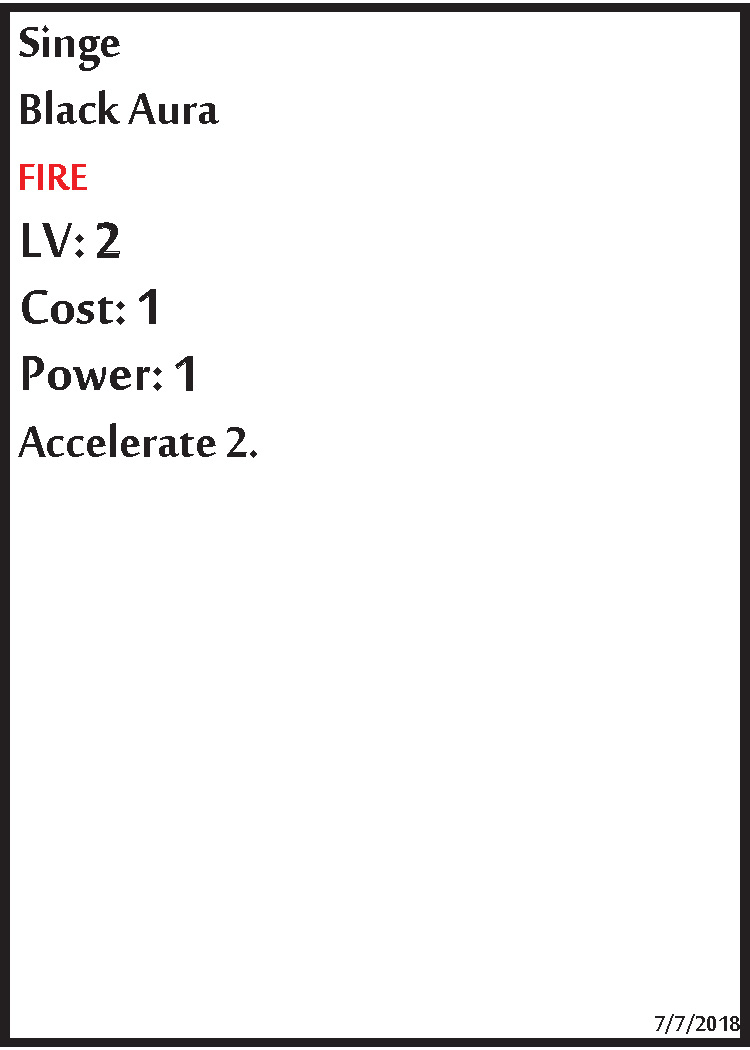 Singe
Black Aura
FIRE
LV: 2
Cost: 1
Power: 1
Accelerate 2.
7/7/2018